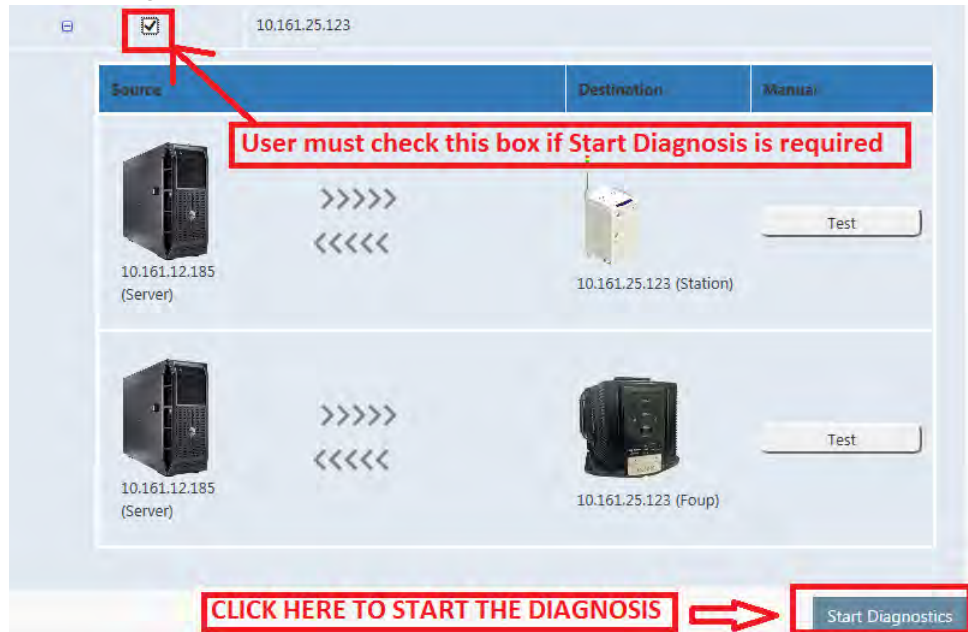 10.161.25.123
Source Destination Manual
User must check this box if Start Diagnosis is required
Test
10.161.12.185
(Server)
10.161.25.123 (Station)
Test
10.161.12.185
(Server)
10.161.25.123 (Foup)
CLICK HERE TO START THE DIAGNOSIS
Start Diagnostics